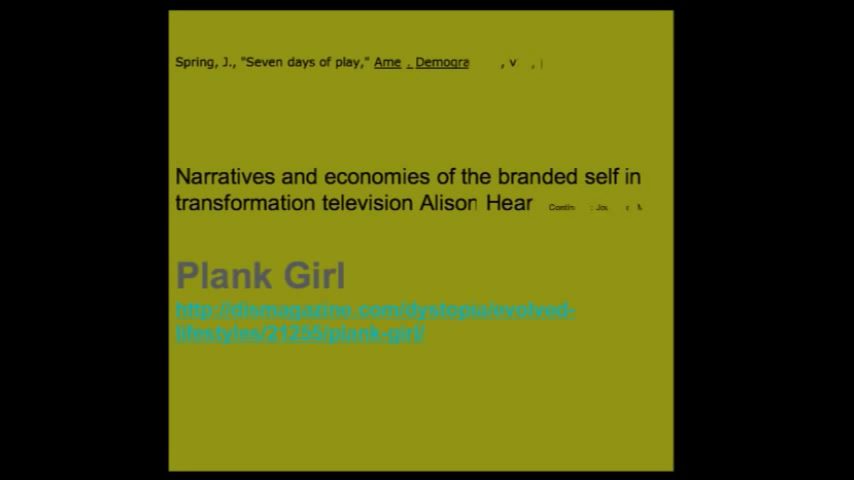 Spring, J., "Seven days of play," Ame . Demogra , v , |
Narratives and economies of the branded self in
transformation television Alison Hear
Plank Girl
http://dismagazine.com/dystopia/evolved-
lifestyles/21255/plank-girl/